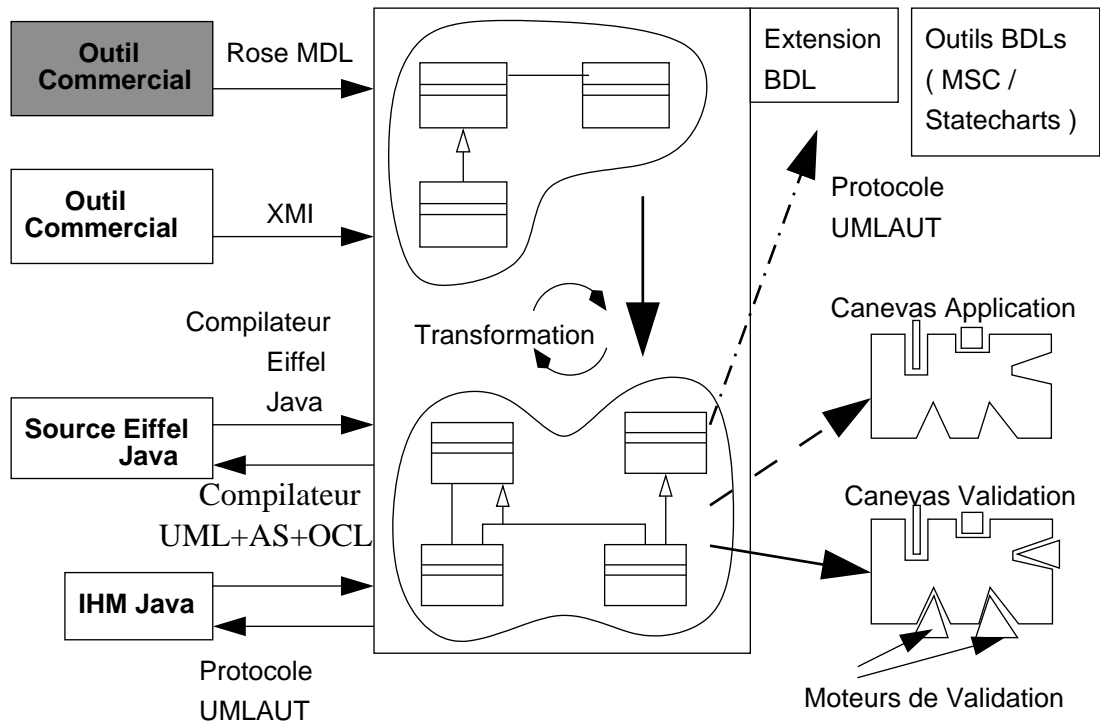 Outil
Commercial
Rose MDL
Outil
Commercial
XMI
Compilateur
Eiffel
Java
Source Eiffel
Java
Compilateur
UML+AS+OCL
IHM Java
Protocole
UMLAUT
Transformation
Extension
BDL
Outils BDLs
( MSC /
Statecharts )
Protocole
UMLAUT
Canevas Application
Canevas Validation
Moteurs de Validation